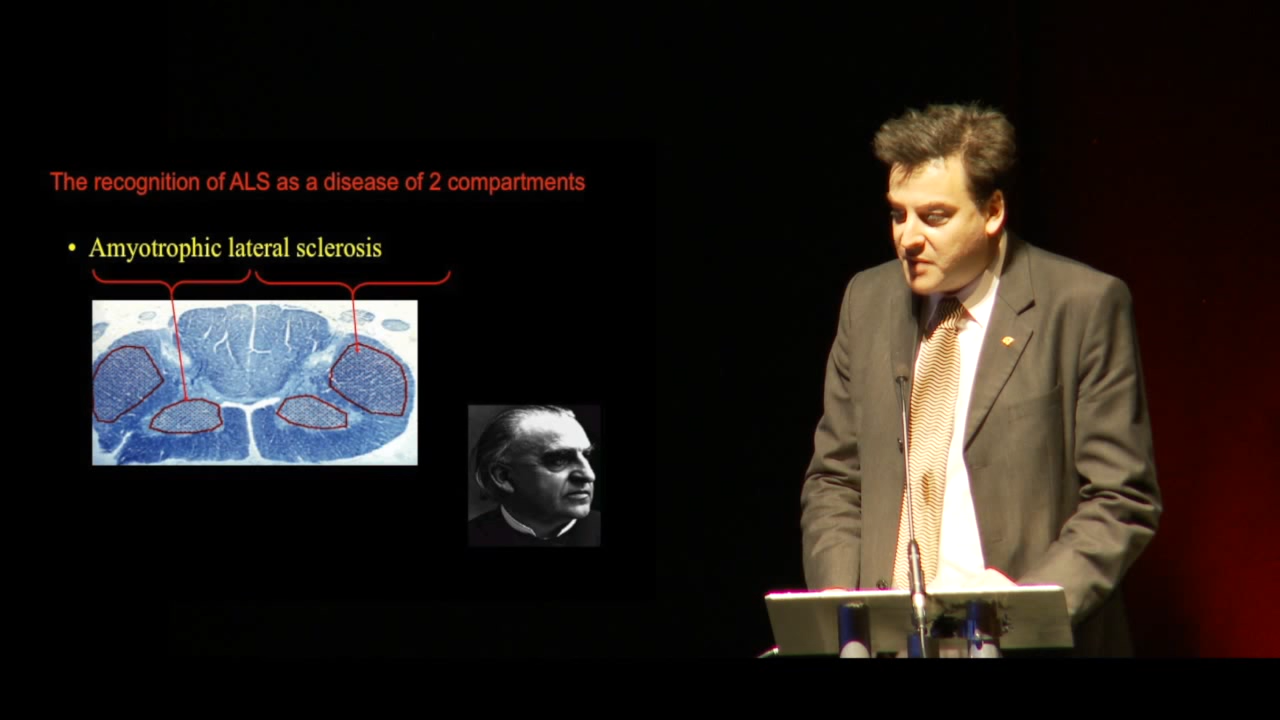 The recognition of ALS as a disease of 2 compartments
• Amyotrophic lateral sclerosis